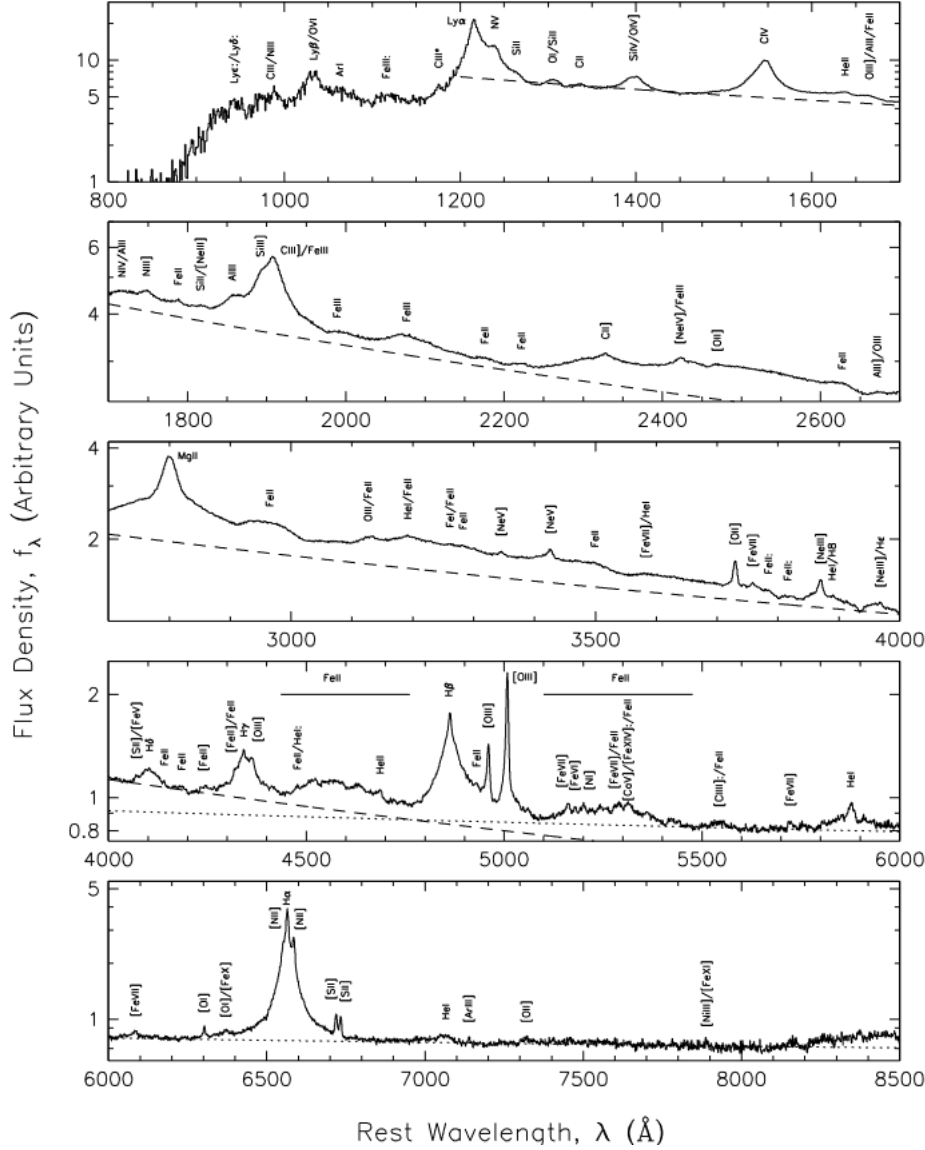 Flux Density, fλ (Arbitrary Units)
10
5
1
Lyε:/Lyδ:
CIII/NIII
Lyβ/OVI
ArI
FeIII:
CIII*
Lyα
NV
SiII
OI/SiII
CII
SiIV/OIV]
CIV
HeII
OIII]/AlII/FeII
800 1000 1200 1400 1600
6
4
NIV/AlII
NIII]
FeII
SiII/[NeIII]
AlIII
SiIII]
CIII]/FeIII
FeIII
FeIII
FeII
FeII
CII]
[NeIV]/FeIII
[OII]
FeII
AlII]/OIII
1800 2000 2200 2400 2600
4
2
MgII
FeII
OIII/FeII
HeI/FeII
FeI/FeII
FeII
[NeV]
[NeV]
FeII
[FeVII]/HeI
[OII]
[FeVII]
FeII:
FeII:
[NeIII]
HeI/H8
[NeIII]/Hε
3000 3500 4000
2
1
0.8
[SII]/[FeV]
Hδ
FeII
FeII
[FeII]
[FeII]/FeII
Hγ
[OIII]
FeII
FeII/HeI:
HeII
Hβ
FeII
[OIII]
[OIII]
FeII
[FeVII]
[FeVI]
[NI]
[FeVII]/FeII
[CaV]/[FeXIV]:/FeII
[ClIII]:/FeII
[FeVII]
HeI
4000 4500 5000 5500 6000
5
1
[FeVII]
[OI]
[OI]/[FeX]
[NII]
Hα
[NII]
[SII]
[SII]
HeI
[ArIII]
[OII]
[NiIII]/[FeXI]
6000 6500 7000 7500 8000 8500
Rest Wavelength, λ (Å)